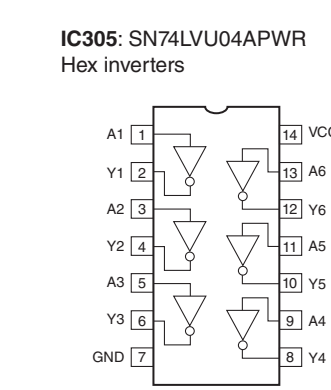 IC305: SN74LVU04APWR
Hex inverters
A1 1 14 VCC
Y1 2 13 A6
A2 3 12 Y6
Y2 4 11 A5
A3 5 10 Y5
Y3 6 9 A4
GND 7 8 Y4